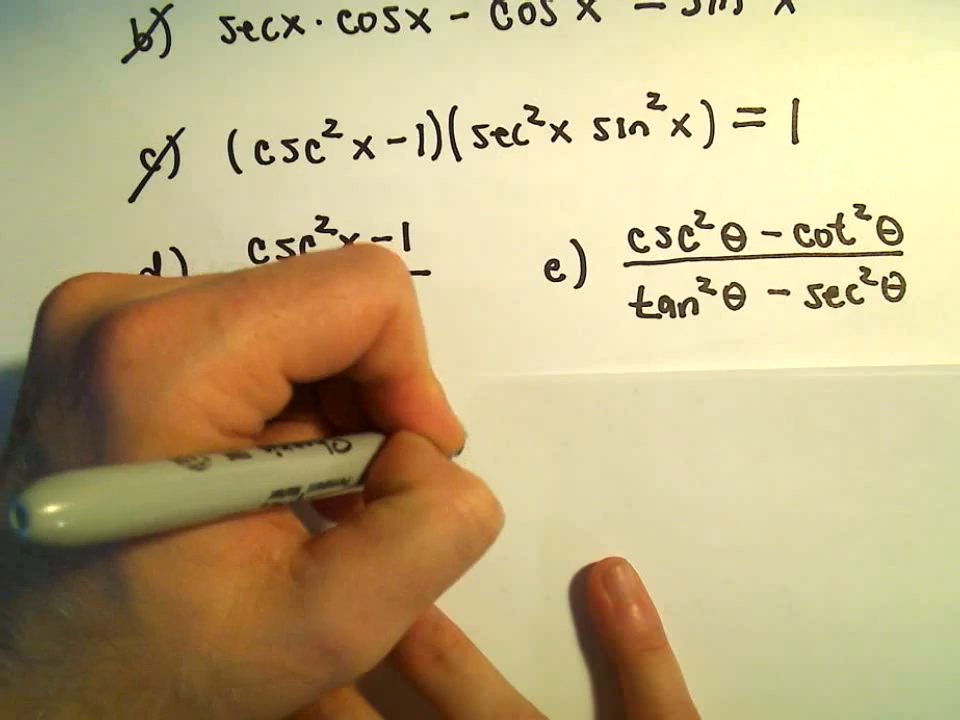 b) secx · cosx - cos x = sin x
c) (csc²x - 1)(sec²x sin²x) = 1
d) csc²x - 1
e) csc²θ - cot²θ
tan²θ - sec²θ